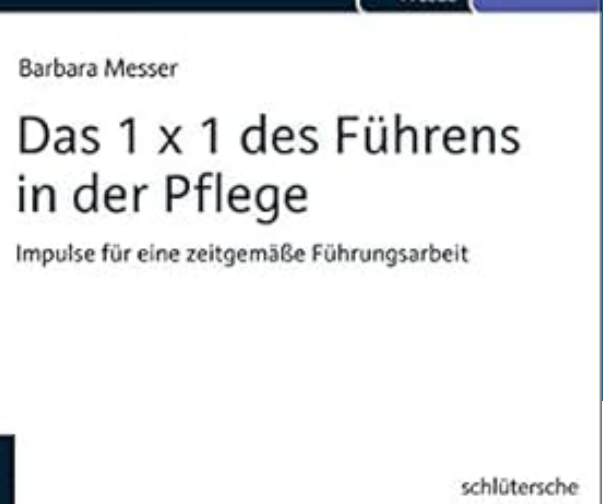 Barbara Messer
Das 1 x 1 des Führens
in der Pflege
Impulse für eine zeitgemäße Führungsarbeit
schlütersche